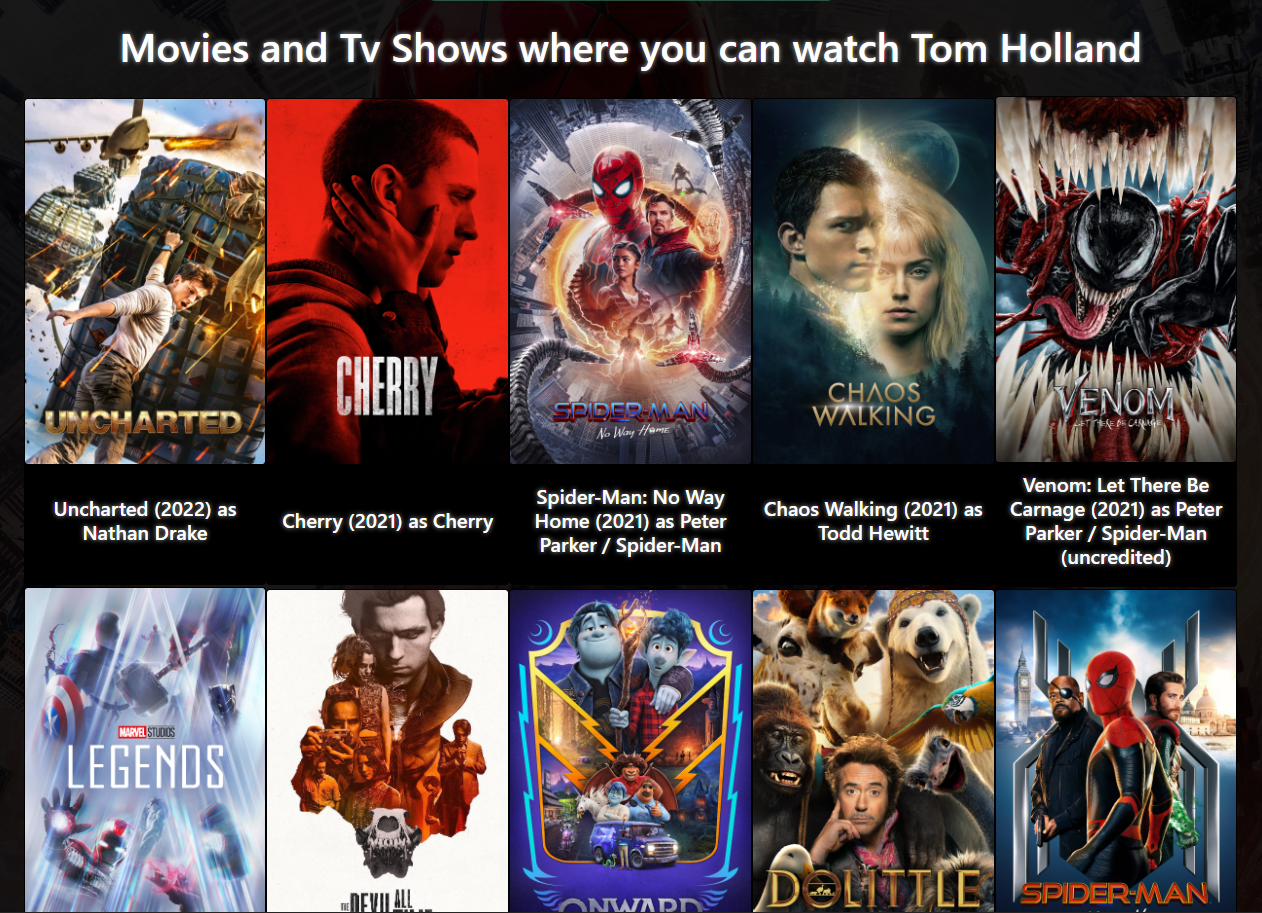 Movies and Tv Shows where you can watch Tom Holland
UNCHARTED
CHERRY
SPIDER-MAN
No Way Home
CHAOS
WALKING
VENOM
LET THERE BE CARNAGE
Uncharted (2022) as
Nathan Drake
Cherry (2021) as Cherry
Spider-Man: No Way
Home (2021) as Peter
Parker / Spider-Man
Chaos Walking (2021) as
Todd Hewitt
Venom: Let There Be
Carnage (2021) as Peter
Parker / Spider-Man
(uncredited)
MARVEL STUDIOS
LEGENDS
THE DEVIL ALL
ONWARD
DOLITTLE
SPIDER-MAN